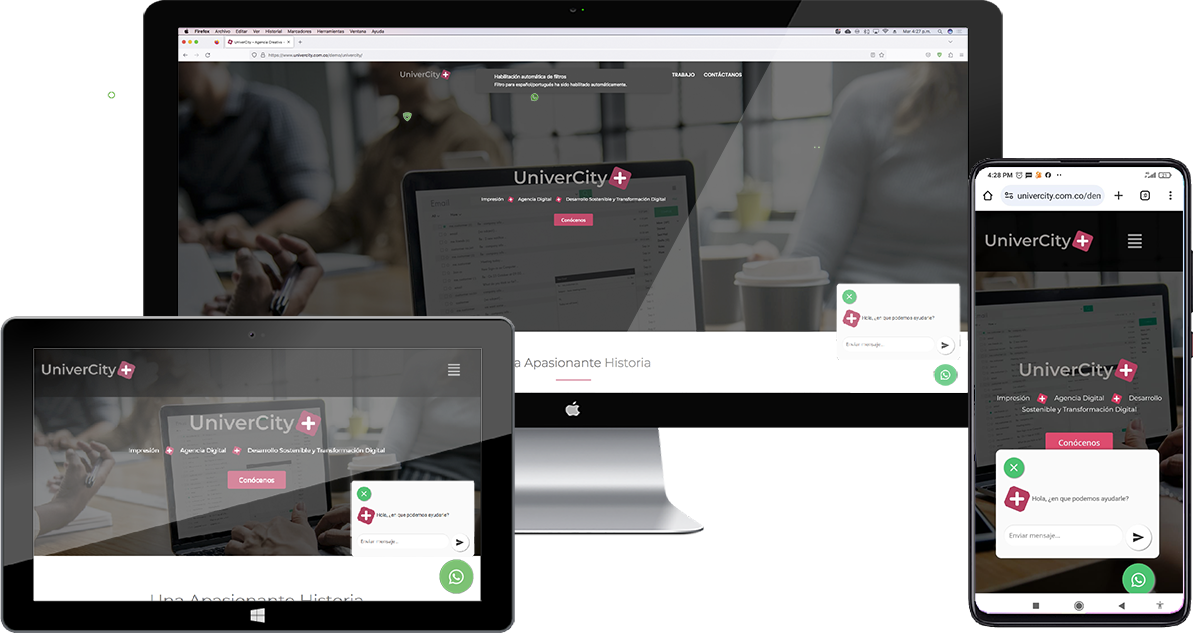 Firefox Archivo Editar Ver Historial Marcadores Herramientas Ventana Ayuda
Mar 4:27 p.m.
UniverCity – Agencia Creativa
https://www.univercity.com.co/demo/univercity/
UniverCity
Habilitación automática de filtros
Filtro para español/portugués ha sido habilitado automáticamente.
TRABAJO CONTÁCTANOS
Email
UniverCity
Impresión Agencia Digital Desarrollo Sostenible y Transformación Digital
Conócenos
Hola, ¿en que podemos ayudarle?
Enviar mensaje...
a Apasionante Historia
UniverCity
UniverCity
Impresión Agencia Digital Desarrollo Sostenible y Transformación Digital
Conócenos
Hola, ¿en que podemos ayudarle?
Enviar mensaje...
Una Apasionante Historia
4:28 PM
univercity.com.co/den
UniverCity
UniverCity
Impresión Agencia Digital Desarrollo
Sostenible y Transformación Digital
Conócenos
Hola, ¿en que podemos ayudarle?
Enviar mensaje...